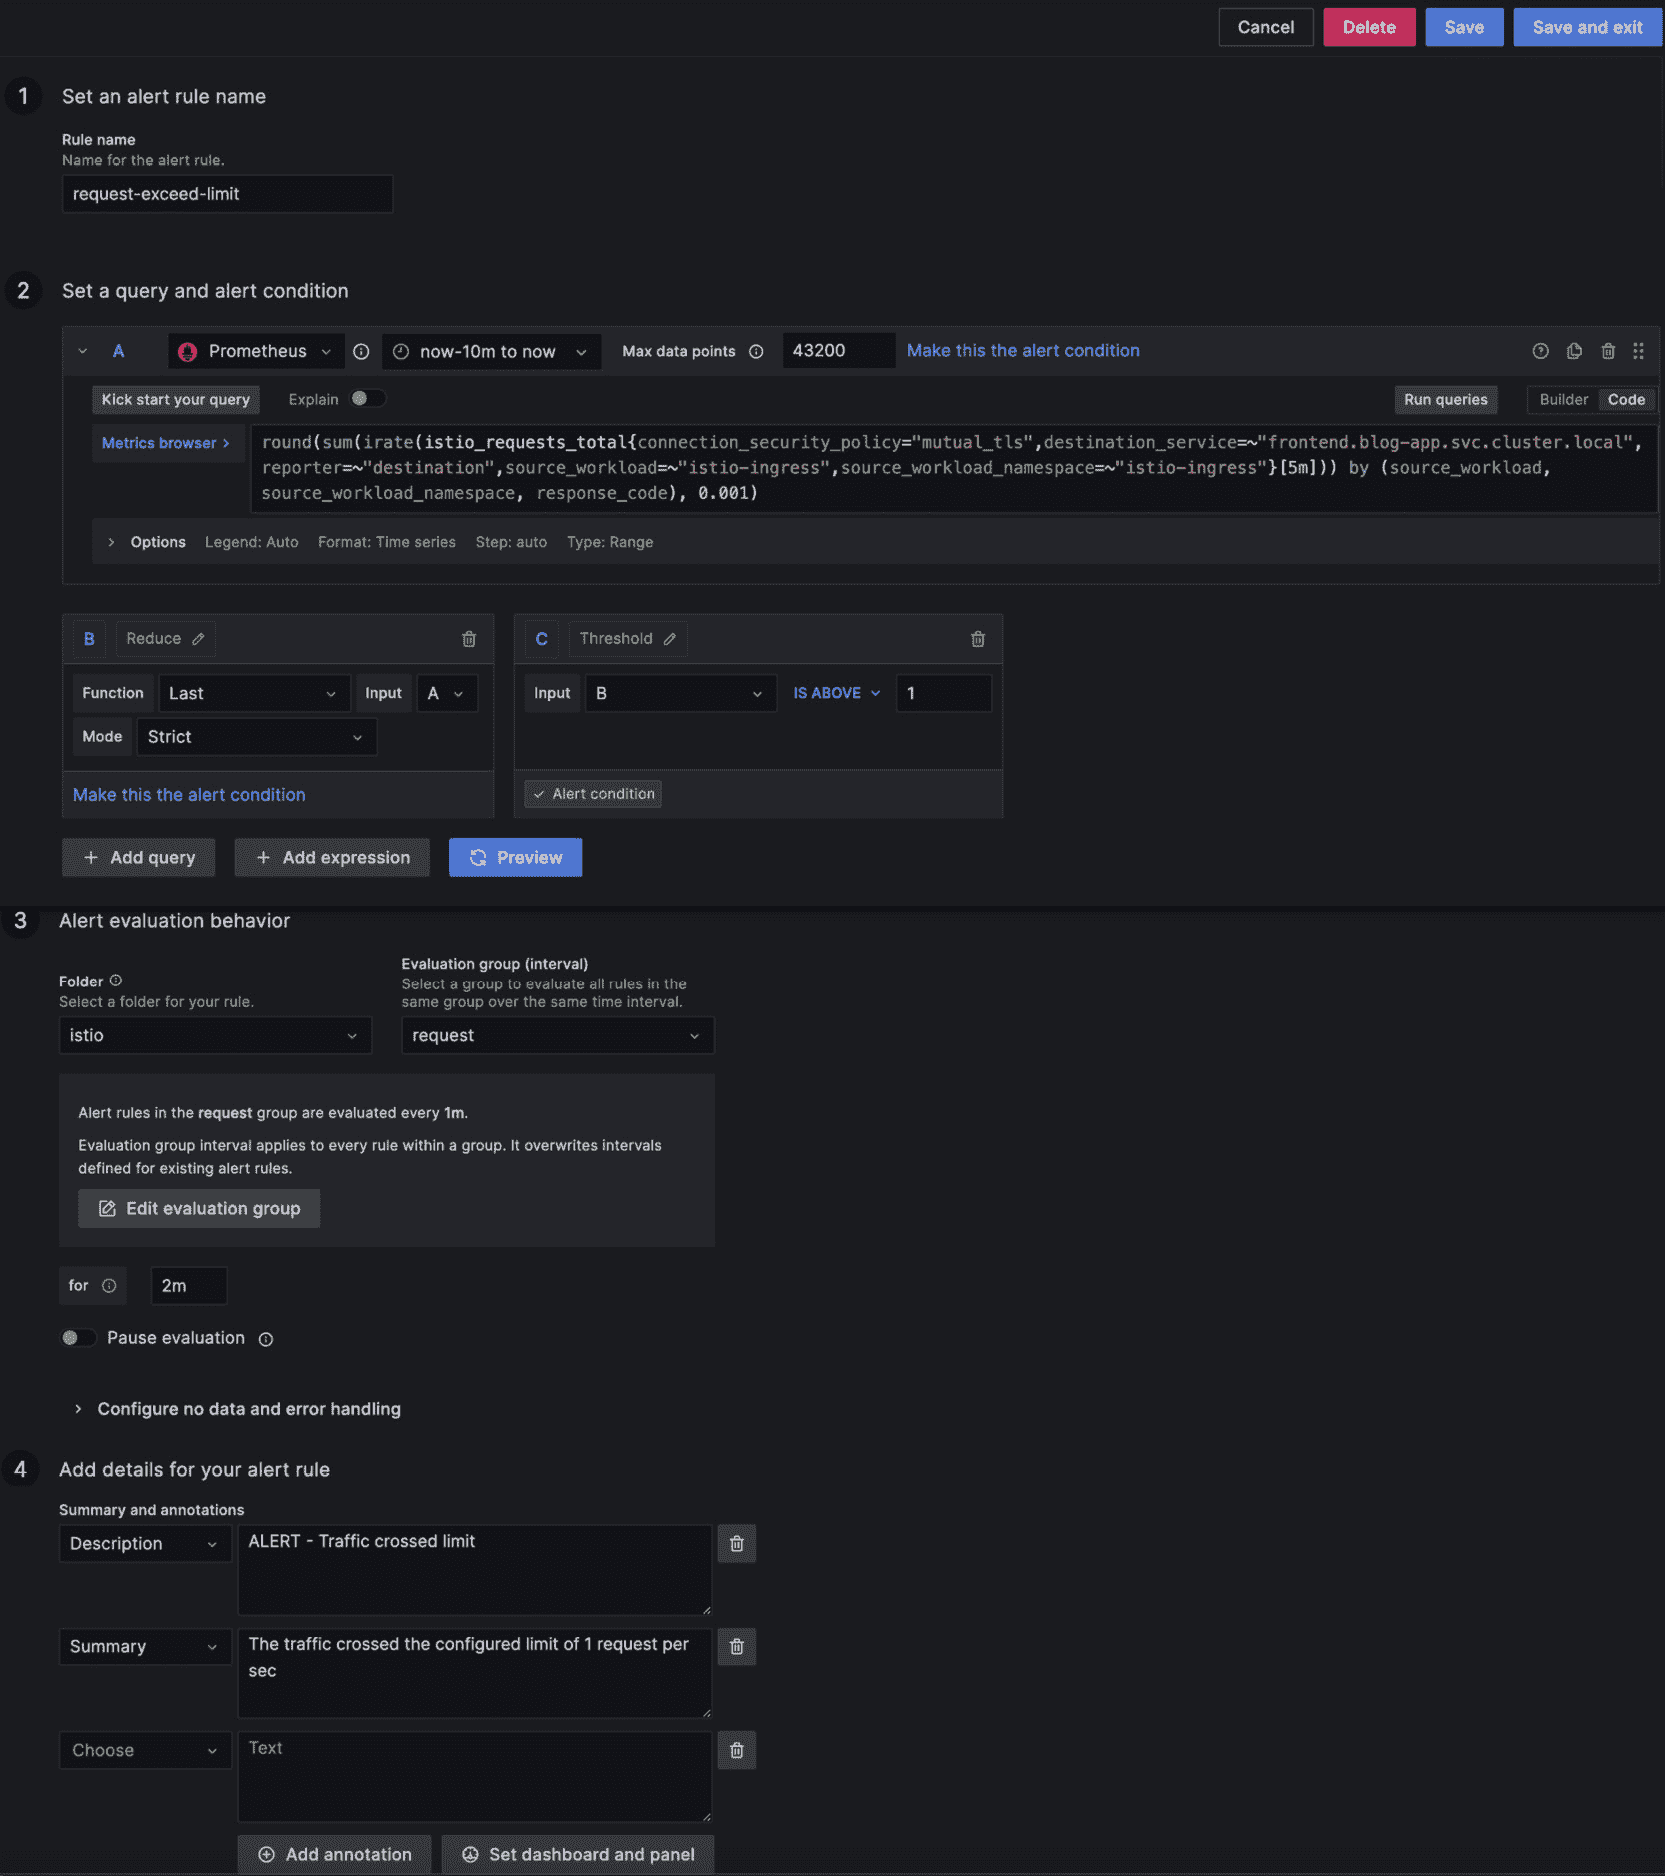 Cancel Delete Save Save and exit
1 Set an alert rule name
Rule name
Name for the alert rule.
request-exceed-limit
2 Set a query and alert condition
A Prometheus now-10m to now Max data points 43200 Make this the alert condition
Kick start your query Explain Run queries Builder Code
Metrics browser > round(sum(irate(istio_requests_total{connection_security_policy="mutual_tls",destination_service=~"frontend.blog-app.svc.cluster.local",
reporter=~"destination",source_workload=~"istio-ingress",source_workload_namespace=~"istio-ingress"}[5m])) by (source_workload,
source_workload_namespace, response_code), 0.001)
> Options Legend: Auto Format: Time series Step: auto Type: Range
B Reduce
Function Last Input A
Mode Strict
Make this the alert condition
C Threshold
Input B IS ABOVE 1
Alert condition
+ Add query + Add expression Preview
3 Alert evaluation behavior
Folder
Select a folder for your rule.
istio
Evaluation group (interval)
Select a group to evaluate all rules in the
same group over the same time interval.
request
Alert rules in the request group are evaluated every 1m.
Evaluation group interval applies to every rule within a group. It overwrites intervals
defined for existing alert rules.
Edit evaluation group
for 2m
Pause evaluation
> Configure no data and error handling
4 Add details for your alert rule
Summary and annotations
Description ALERT - Traffic crossed limit
Summary The traffic crossed the configured limit of 1 request per
sec
Choose Text
Add annotation Set dashboard and panel